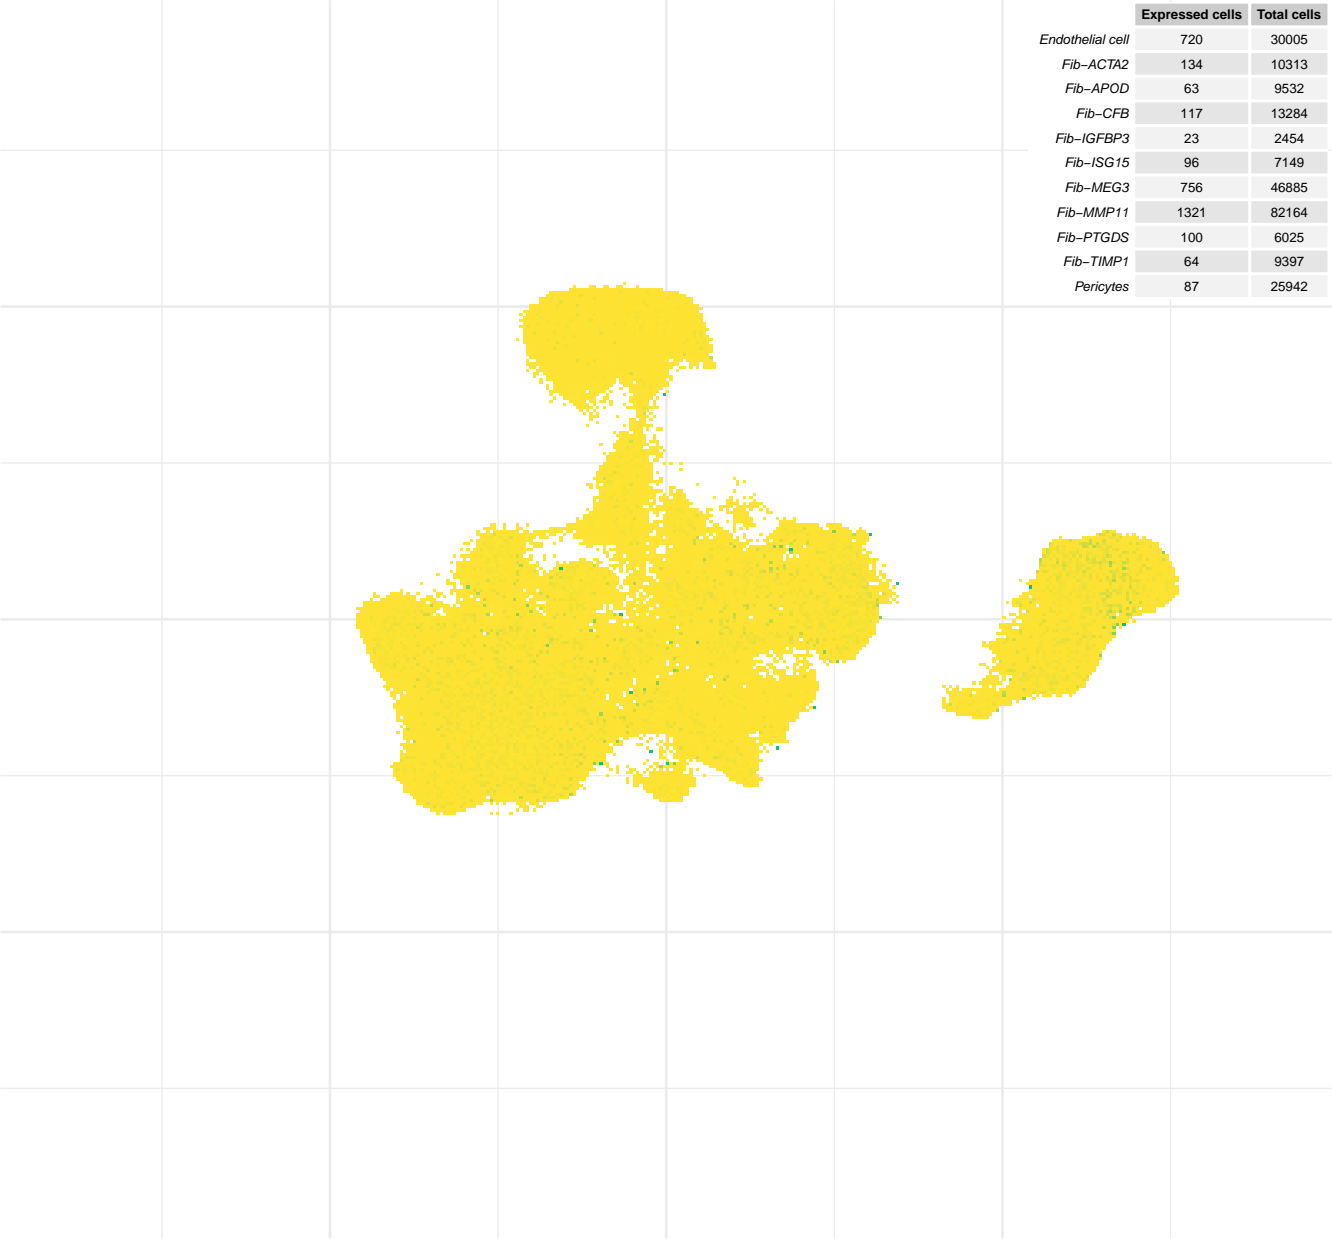 Expressed cells Total cells
Endothelial cell 720 30005
Fib−ACTA2 134 10313
Fib−APOD 63 9532
Fib−CFB 117 13284
Fib−IGFBP3 23 2454
Fib−ISG15 96 7149
Fib−MEG3 756 46885
Fib−MMP11 1321 82164
Fib−PTGDS 100 6025
Fib−TIMP1 64 9397
Pericytes 87 25942